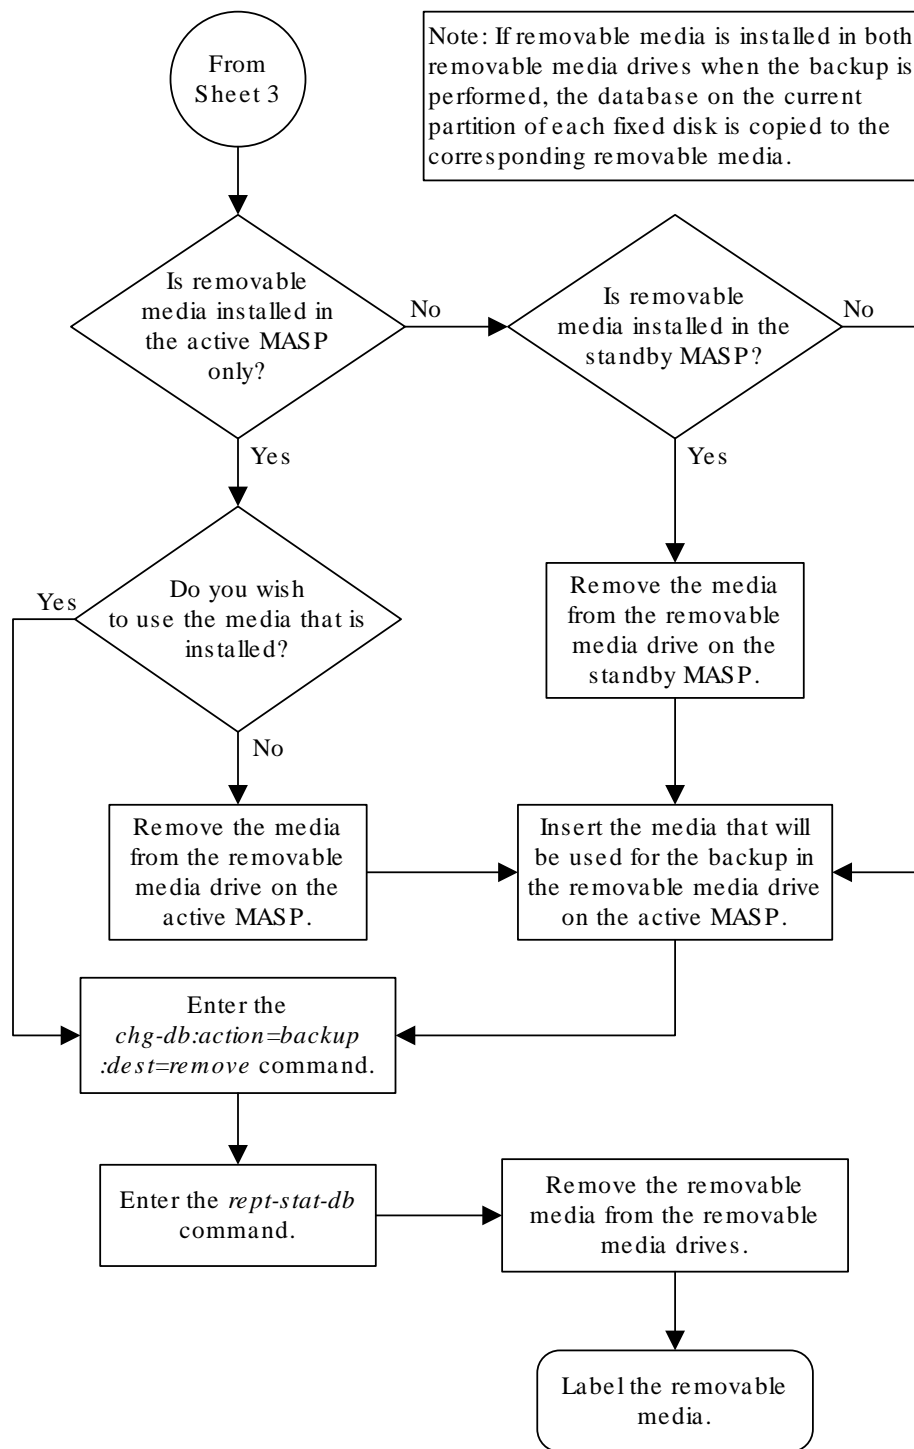 From
Sheet 3
Note: If removable media is installed in both
removable media drives when the backup is
performed, the database on the current
partition of each fixed disk is copied to the
corresponding removable media.
Is removable
media installed in
the active MASP
only?
No
Is removable
media installed in the
standby MASP?
No
Yes
Yes
Do you wish
to use the media that is
installed?
Yes
No
Remove the media
from the removable
media drive on the
standby MASP.
Remove the media
from the removable
media drive on the
active MASP.
Insert the media that will
be used for the backup in
the removable media drive
on the active MASP.
Enter the
chg-db:action=backup
:dest=remove command.
Enter the rept-stat-db
command.
Remove the removable
media from the removable
media drives.
Label the removable
media.